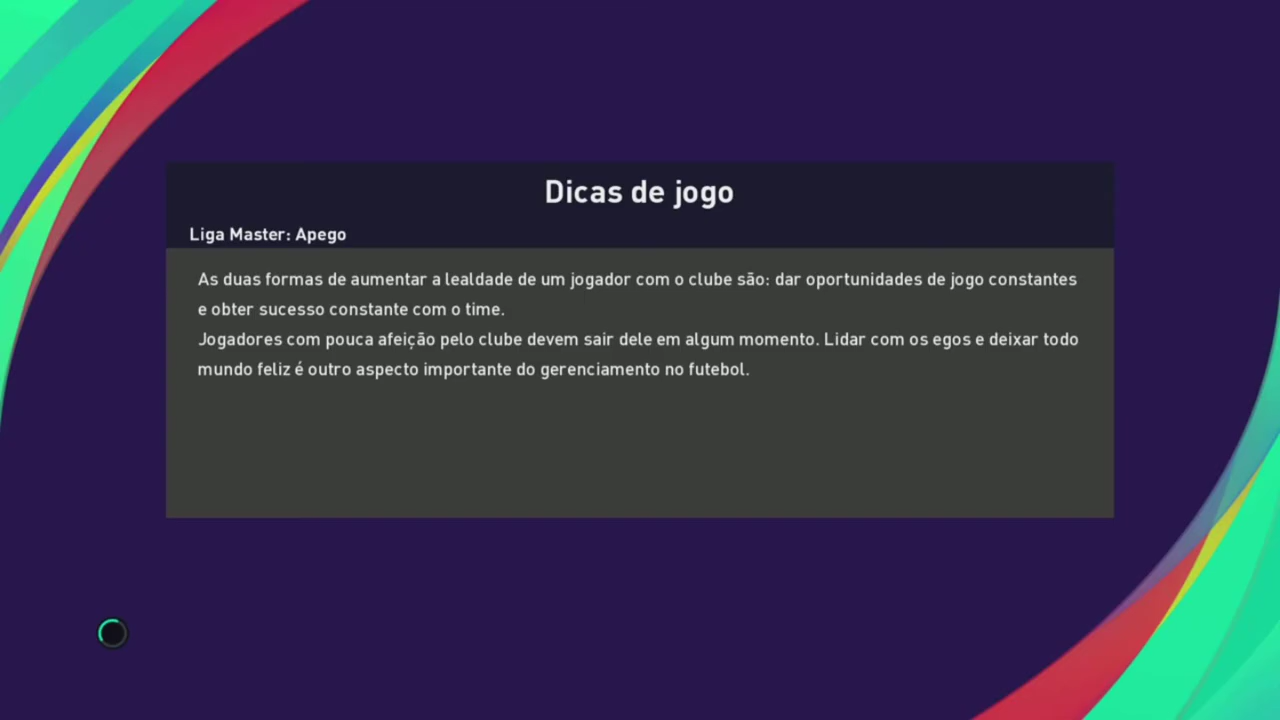 Dicas de jogo
Liga Master: Apego
As duas formas de aumentar a lealdade de um jogador com o clube são: dar oportunidades de jogo constantes
e obter sucesso constante com o time.
Jogadores com pouca afeição pelo clube devem sair dele em algum momento. Lidar com os egos e deixar todo
mundo feliz é outro aspecto importante do gerenciamento no futebol.